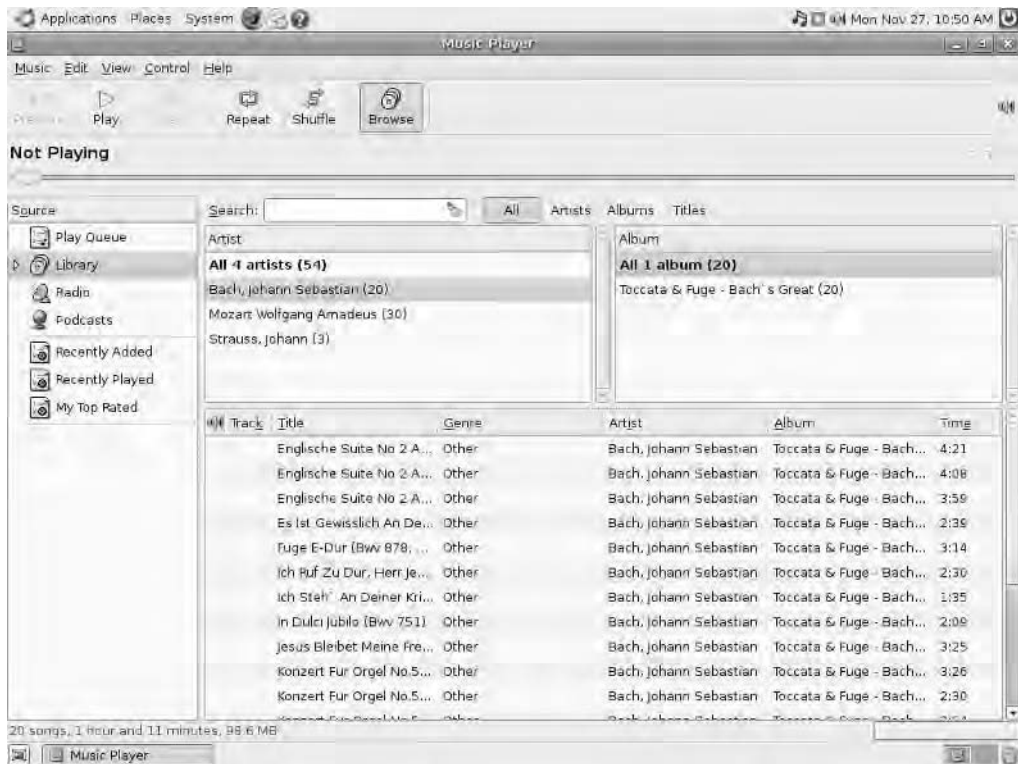 Applications Places System Mon Nov 27, 10:50 AM
Music Player
Music Edit View Control Help
Play Repeat Shuffle Browse
Not Playing
Source
Play Queue
Library
Radio
Podcasts
Recently Added
Recently Played
My Top Rated
Search: All Artists Albums Titles
Artist
All 4 artists (54)
Bach, Johann Sebastian (20)
Mozart Wolfgang Amadeus (30)
Strauss, Johann (3)
Album
All 1 album (20)
Toccata & Fuge - Bach`s Great (20)
Track Title Genre Artist Album Time
Englische Suite No 2 A... Other Bach, Johann Sebastian Toccata & Fuge - Bach... 4:21
Englische Suite No 2 A... Other Bach, Johann Sebastian Toccata & Fuge - Bach... 4:08
Englische Suite No 2 A... Other Bach, Johann Sebastian Toccata & Fuge - Bach... 3:59
Es Ist Gewisslich An De... Other Bach, Johann Sebastian Toccata & Fuge - Bach... 2:39
Fuge E-Dur (Bwv 878, ... Other Bach, Johann Sebastian Toccata & Fuge - Bach... 3:14
Ich Ruf Zu Dur, Herr Je... Other Bach, Johann Sebastian Toccata & Fuge - Bach... 2:30
Ich Steh` An Deiner Kri... Other Bach, Johann Sebastian Toccata & Fuge - Bach... 1:35
In Dulci Jubilo (Bwv 751) Other Bach, Johann Sebastian Toccata & Fuge - Bach... 2:09
Jesus Bleibet Meine Fre... Other Bach, Johann Sebastian Toccata & Fuge - Bach... 3:25
Konzert Fur Orgel No.5... Other Bach, Johann Sebastian Toccata & Fuge - Bach... 3:26
Konzert Fur Orgel No.5... Other Bach, Johann Sebastian Toccata & Fuge - Bach... 2:30
20 songs, 1 hour and 11 minutes, 98.6 MB
Music Player